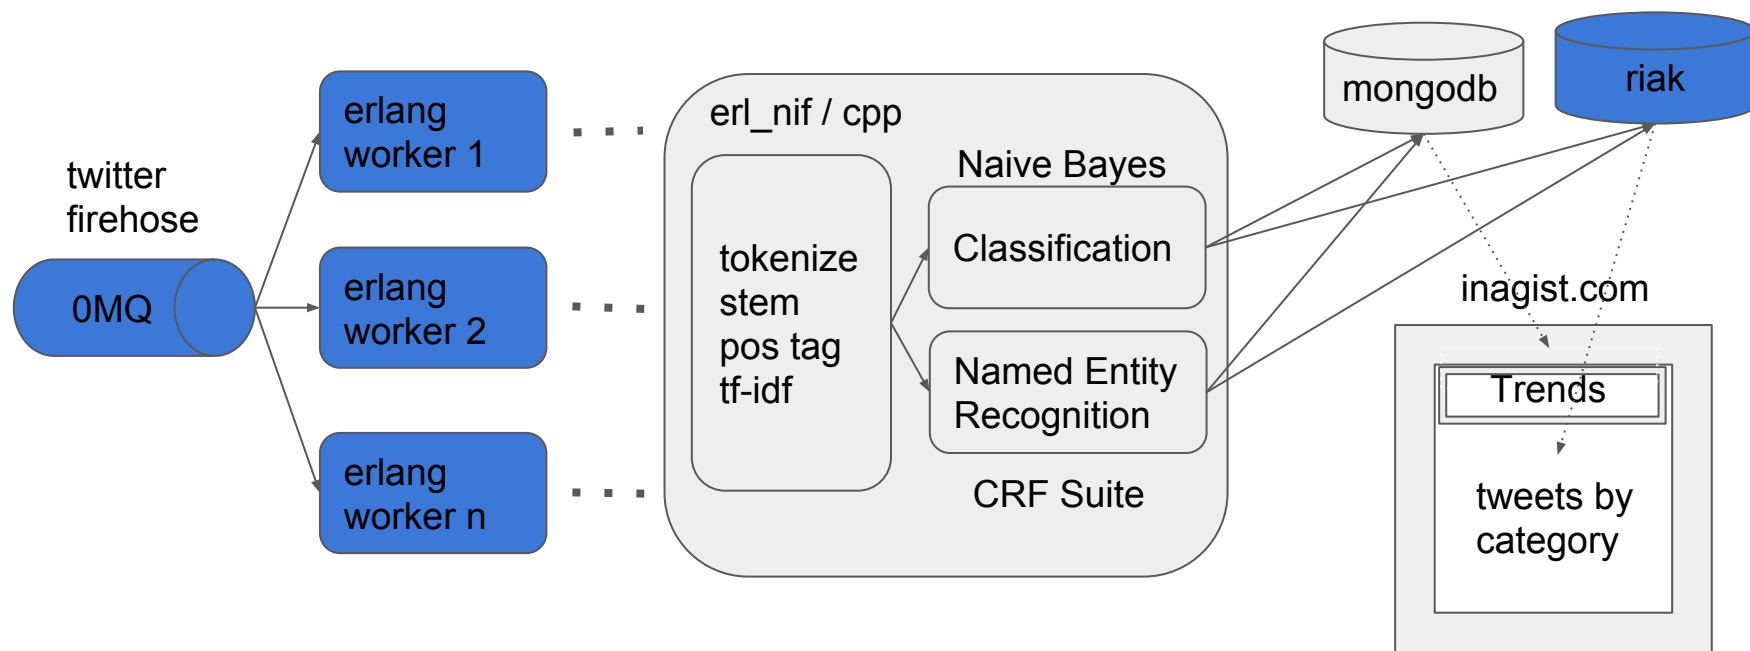 twitter
firehose
0MQ
erlang
worker 1
erlang
worker 2
erlang
worker n
erl_nif / cpp
tokenize
stem
pos tag
tf-idf
Naive Bayes
Classification
Named Entity
Recognition
CRF Suite
mongodb
riak
inagist.com
Trends
tweets by
category